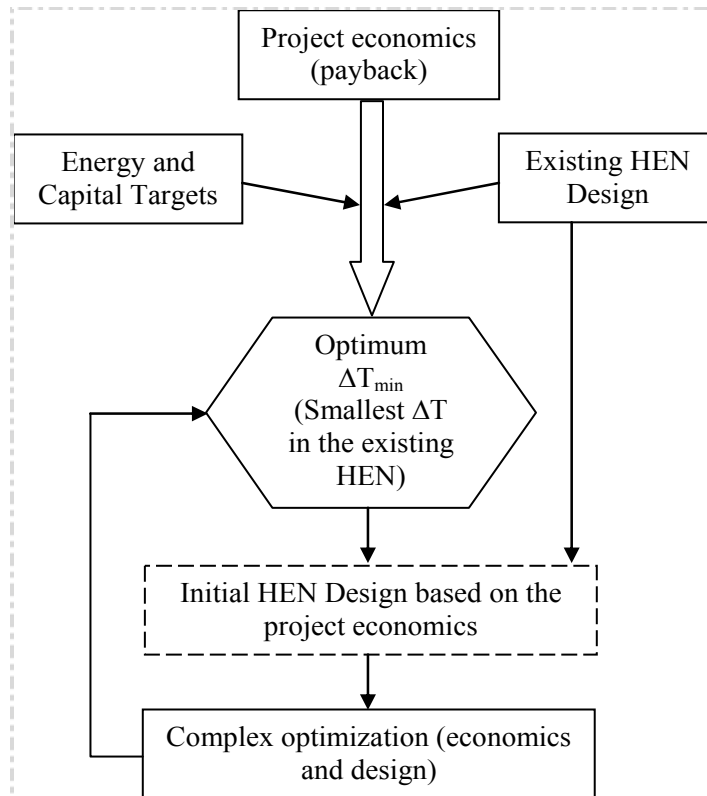 Project economics
(payback)
Energy and
Capital Targets
Existing HEN
Design
Optimum
ΔTmin
(Smallest ΔT
in the existing
HEN)
Initial HEN Design based on the
project economics
Complex optimization (economics
and design)